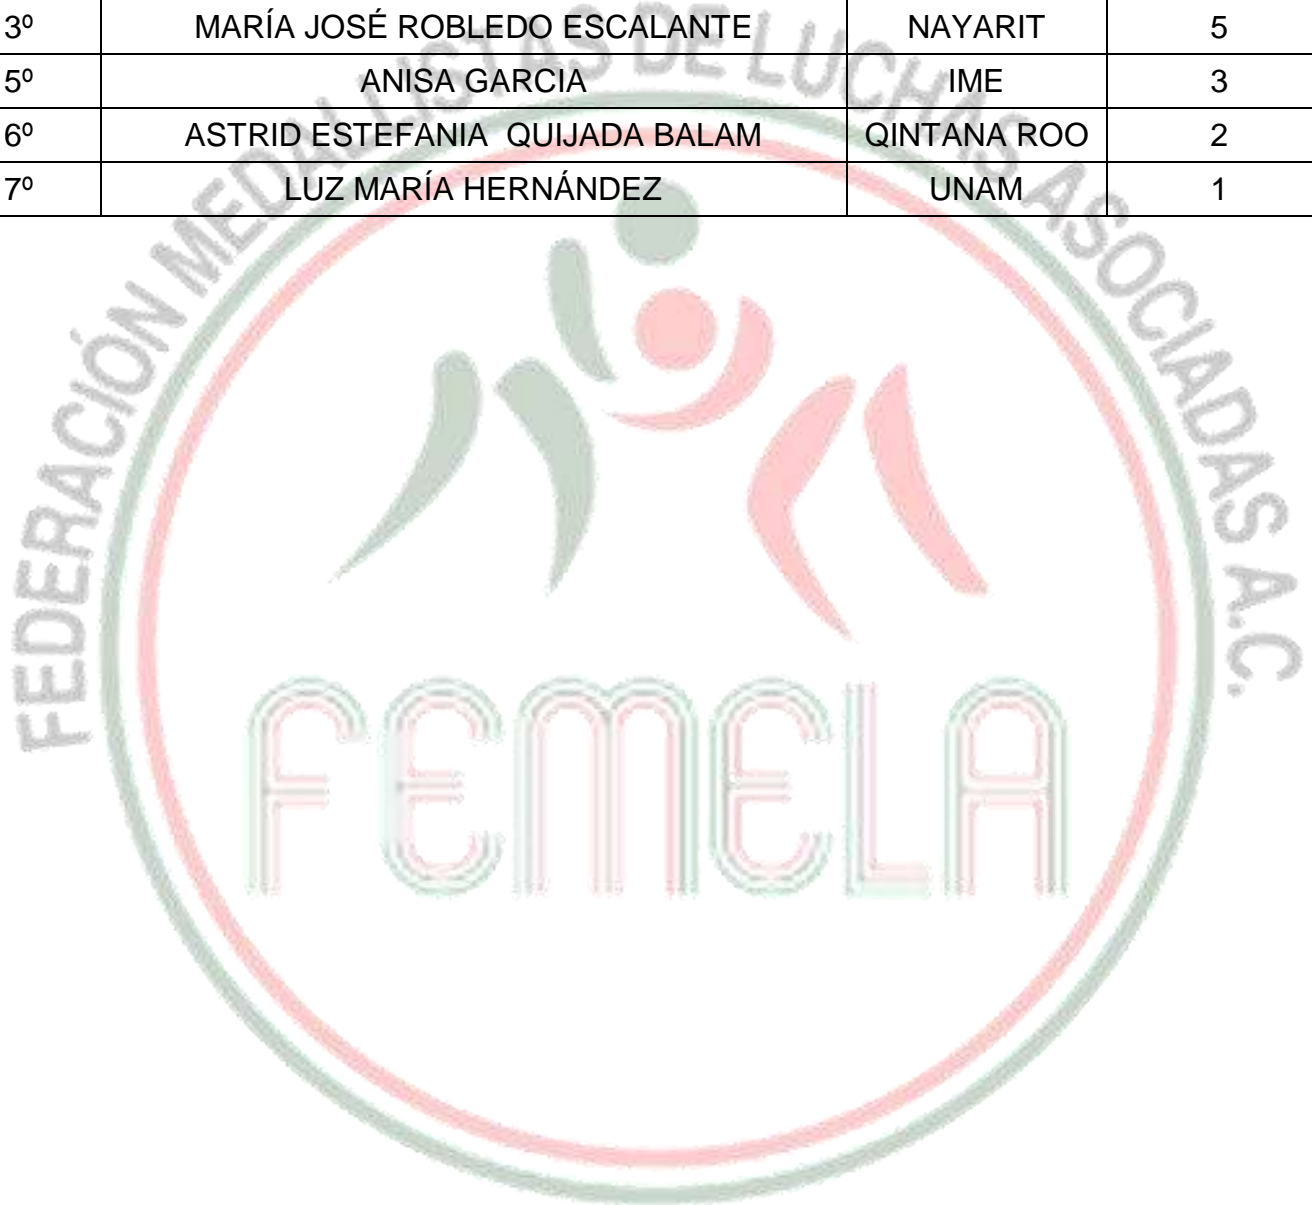 3º MARÍA JOSÉ ROBLEDO ESCALANTE NAYARIT 5
5º ANISA GARCIA IME 3
6º ASTRID ESTEFANIA  QUIJADA BALAM QINTANA ROO 2
7º LUZ MARÍA HERNÁNDEZ UNAM 1
FEDERACIÓN MEDALLISTAS DE LUCHAS ASOCIADAS A.C.
FEMELA